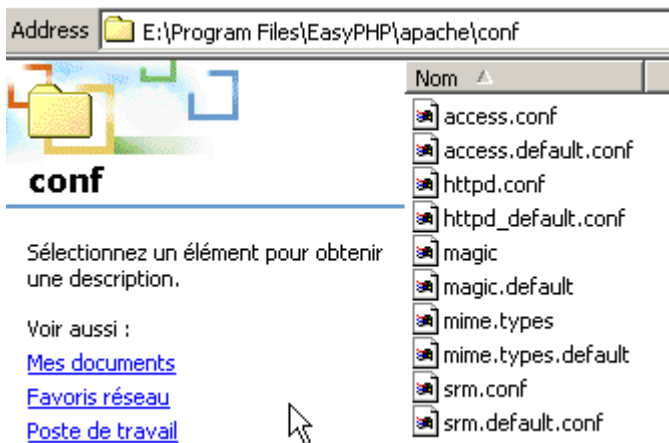 Address E:\Program Files\EasyPHP\apache\conf
conf
Sélectionnez un élément pour obtenir
une description.
Voir aussi :
Mes documents
Favoris réseau
Poste de travail
Nom
access.conf
access.default.conf
httpd.conf
httpd_default.conf
magic
magic.default
mime.types
mime.types.default
srm.conf
srm.default.conf